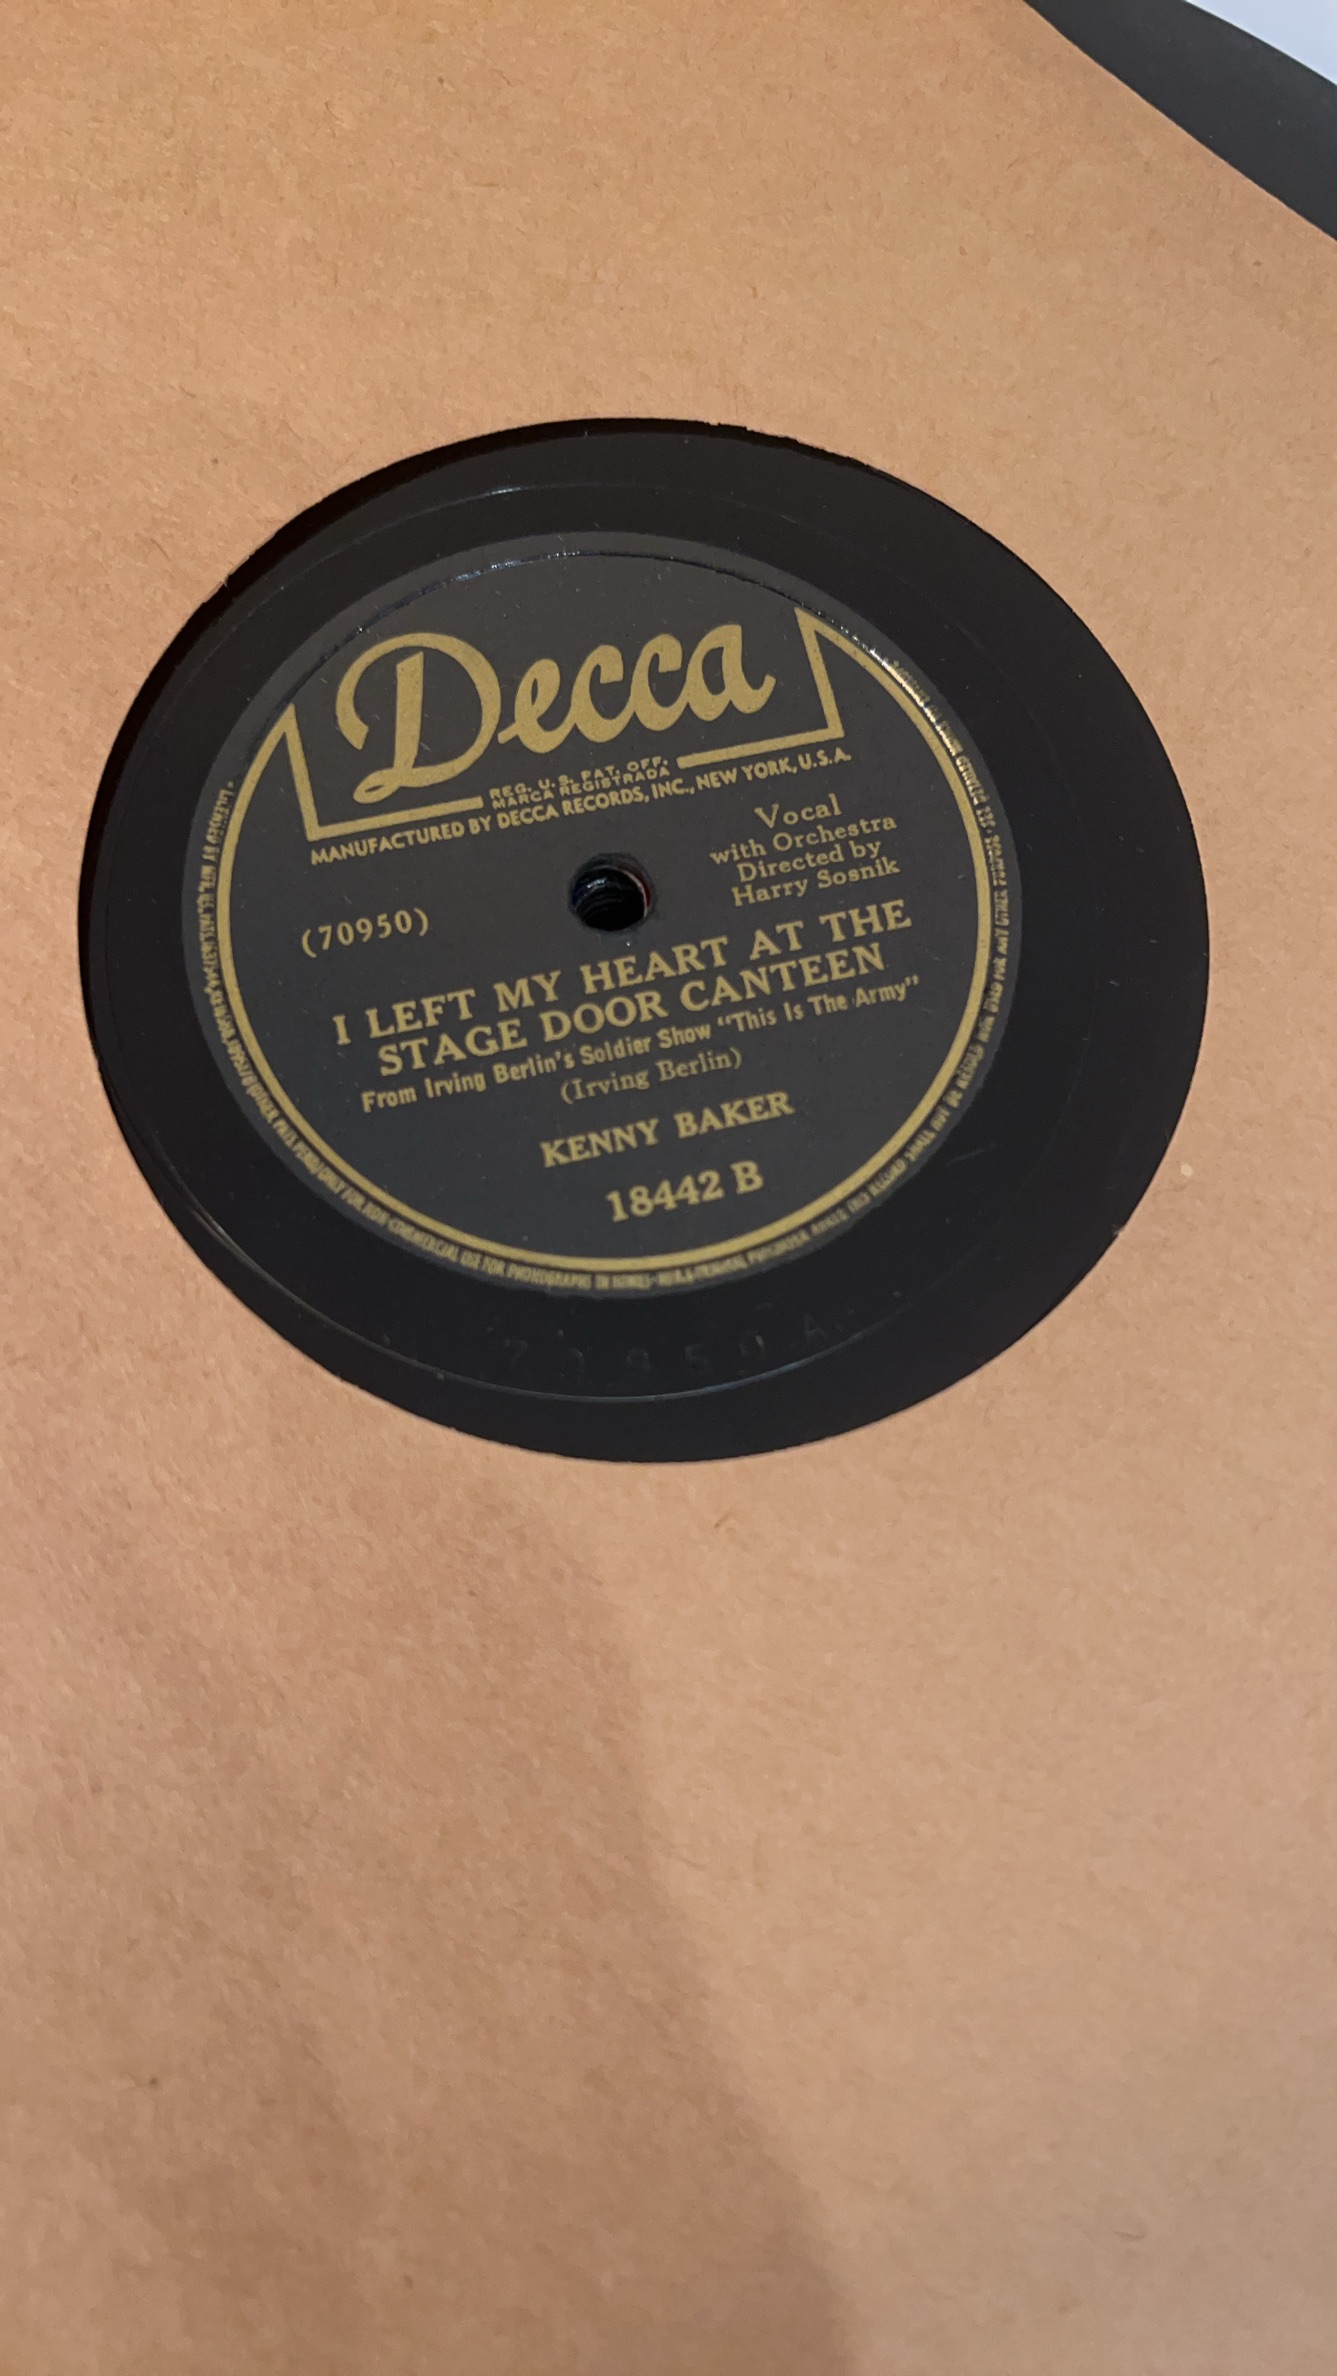 Decca
REG. U.S. PAT. OFF.
MARCA REGISTRADA
MANUFACTURED BY DECCA RECORDS, INC., NEW YORK, U.S.A.
Vocal
with Orchestra
Directed by
Harry Sosnik
(70950)
I LEFT MY HEART AT THE
STAGE DOOR CANTEEN
From Irving Berlin's Soldier Show "This Is The Army"
(Irving Berlin)
KENNY BAKER
18442 B
70950 A